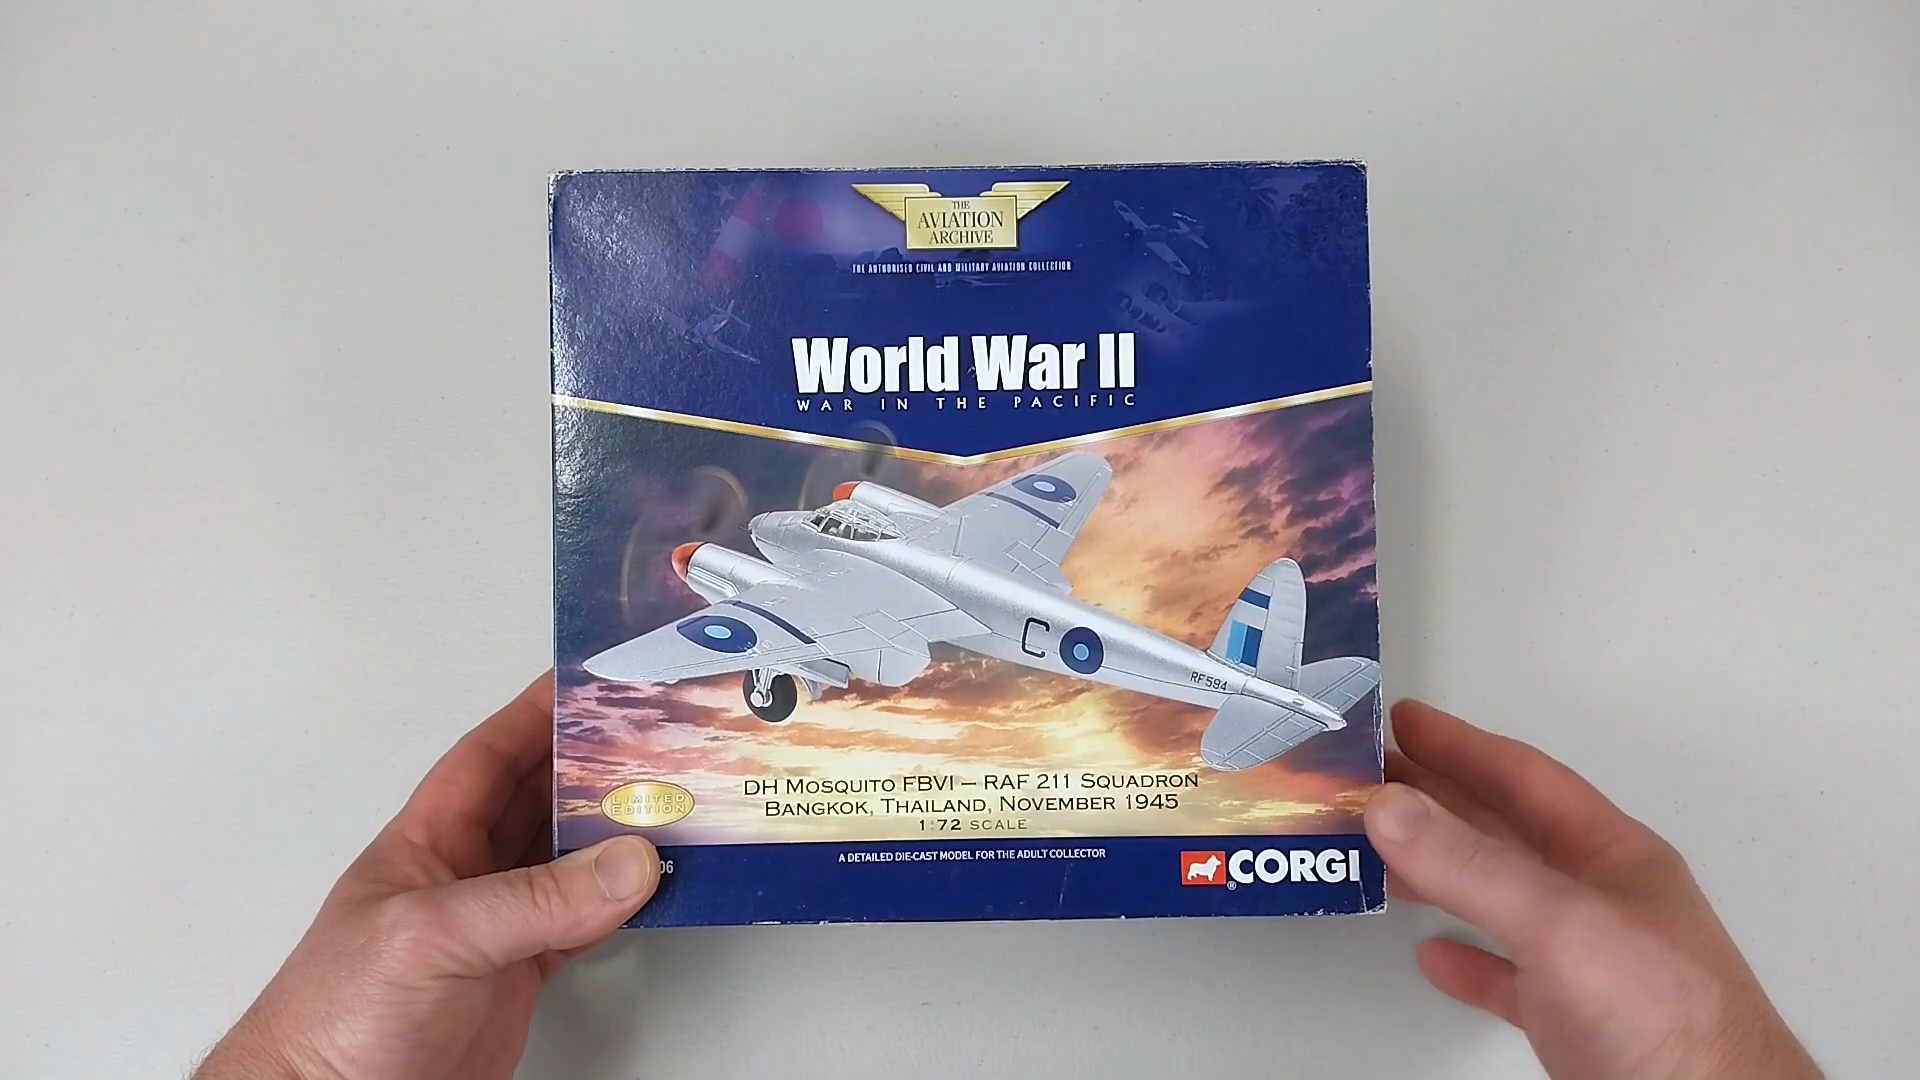 THE
AVIATION
ARCHIVE
THE AUTHORISED CIVIL AND MILITARY AVIATION COLLECTION
World War II
WAR IN THE PACIFIC
C
RF594
DH MOSQUITO FBVI – RAF 211 SQUADRON
BANGKOK, THAILAND, NOVEMBER 1945
1:72 SCALE
LIMITED
EDITION
06
A DETAILED DIE-CAST MODEL FOR THE ADULT COLLECTOR
CORGI
®